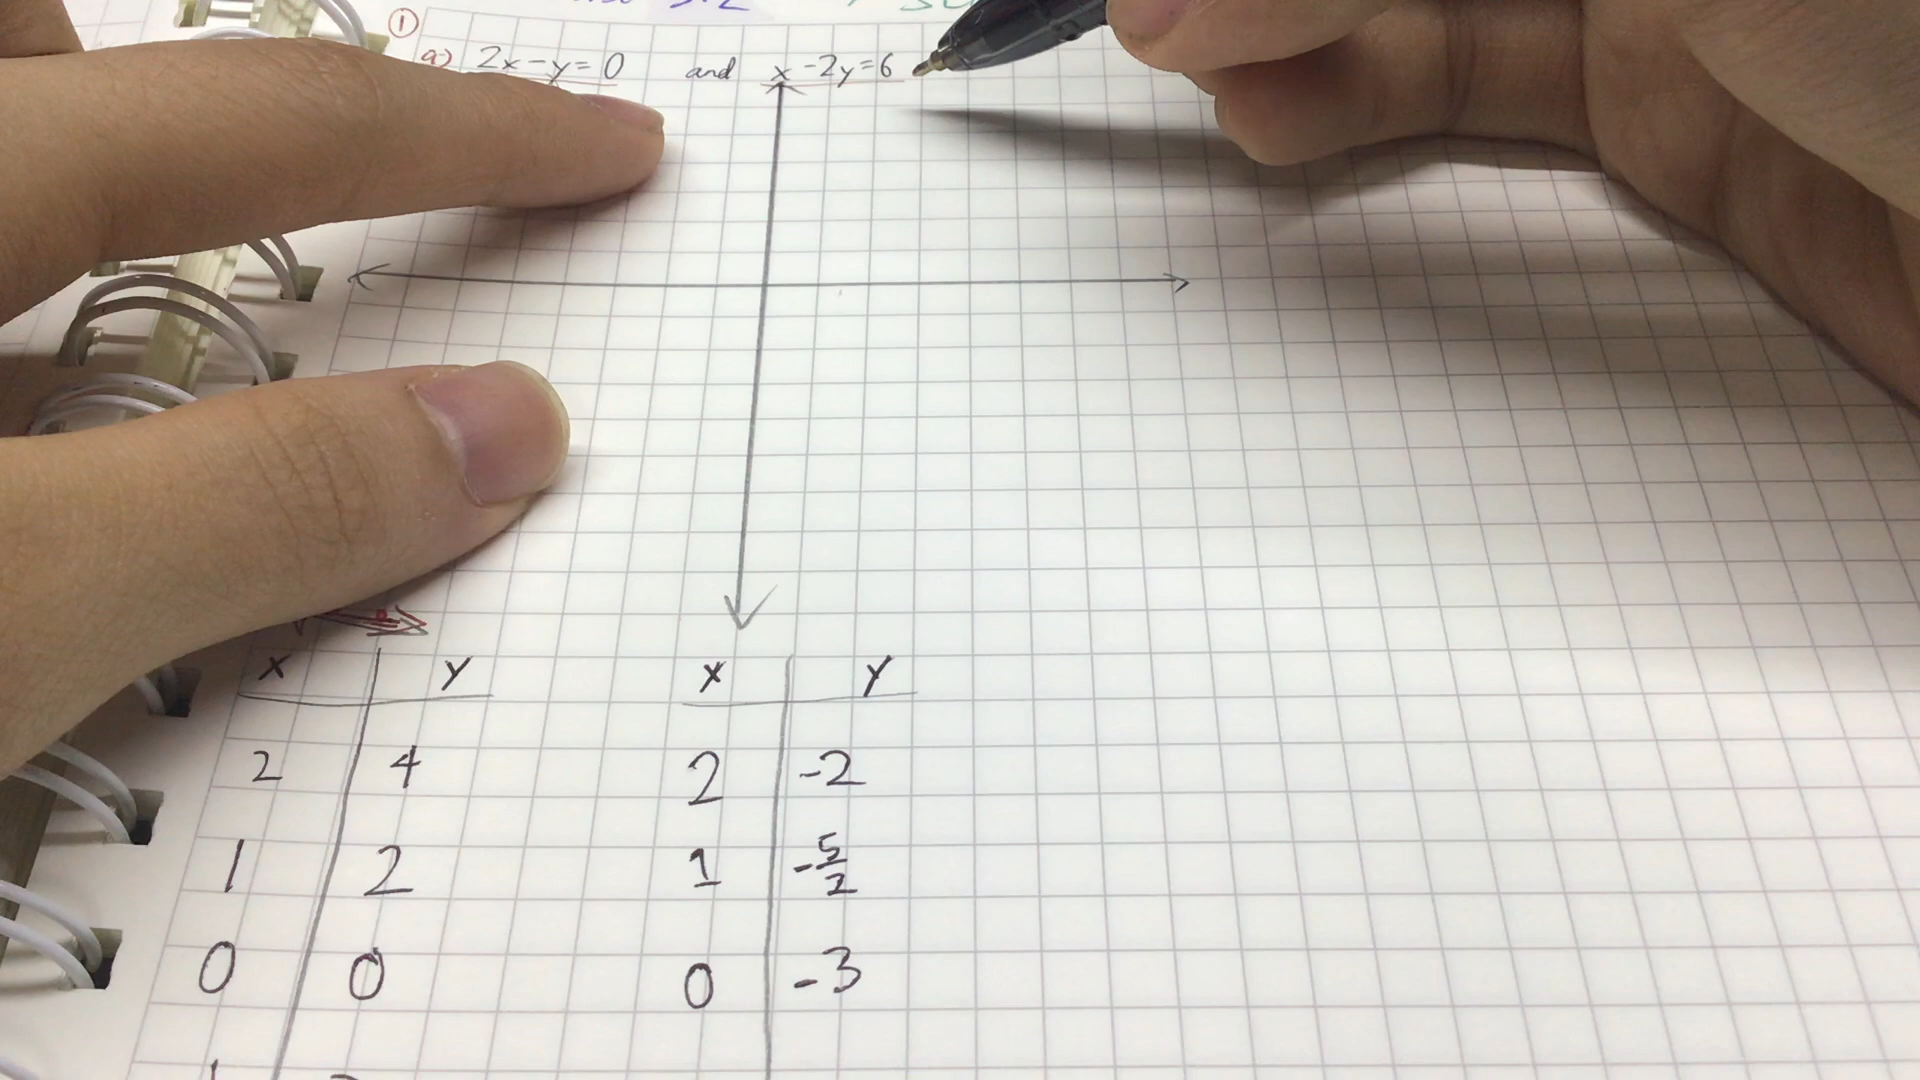 ①
a) 2x-y=0 and x-2y=6
x y x y
2 4 2 -2
1 2 1 -5/2
0 0 0 -3